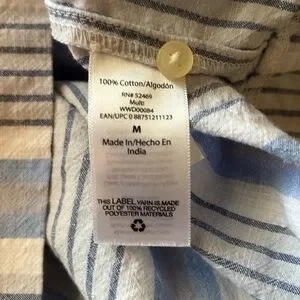 100% Cotton/Algodón
RN# 52469
Multi
WWD00084
EAN/UPC 0 88751211123
M
Made In/Hecho En
India
THIS LABEL YARN IS MADE
OUT OF 100% RECYCLED
POLYESTER MATERIALS